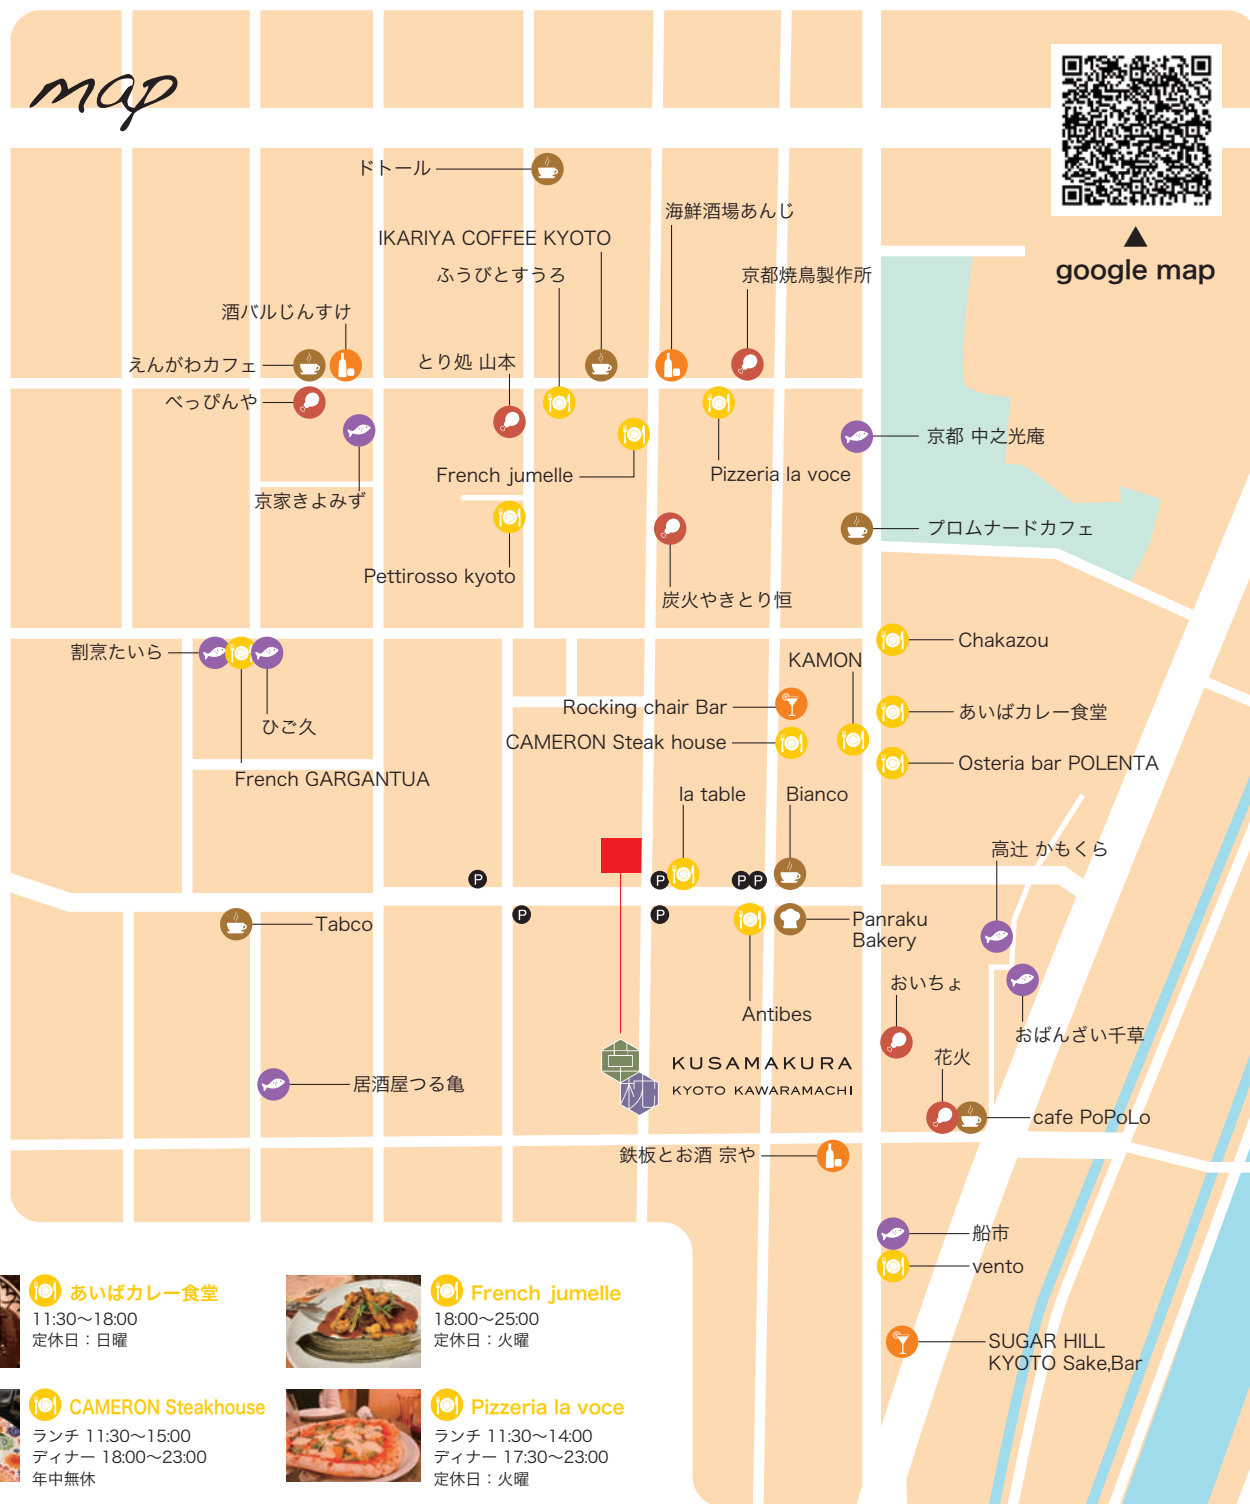 map
google map
ドトール
海鮮酒場あんじ
IKARIYA COFFEE KYOTO
ふうびとすうろ
京都焼鳥製作所
酒バルじんすけ
えんがわカフェ
とり処 山本
べっぴんや
京都 中之光庵
French jumelle
Pizzeria la voce
京家きよみず
プロムナードカフェ
Pettirosso kyoto
炭火やきとり恒
割烹たいら
Chakazou
KAMON
Rocking chair Bar
あいばカレー食堂
ひご久
CAMERON Steak house
Osteria bar POLENTA
French GARGANTUA
la table
Bianco
高辻 かもくら
P
P
P
P
P
P
Tabco
Panraku
Bakery
おいちょ
Antibes
おばんざい千草
花火
KUSAMAKURA
KYOTO KAWARAMACHI
草
枕
居酒屋つる亀
cafe PoPoLo
鉄板とお酒 宗や
船市
vento
SUGAR HILL
KYOTO Sake,Bar
あいばカレー食堂
11:30〜18:00
定休日：日曜
French jumelle
18:00〜25:00
定休日：火曜
CAMERON Steakhouse
ランチ 11:30〜15:00
ディナー 18:00〜23:00
年中無休
Pizzeria la voce
ランチ 11:30〜14:00
ディナー 17:30〜23:00
定休日：火曜